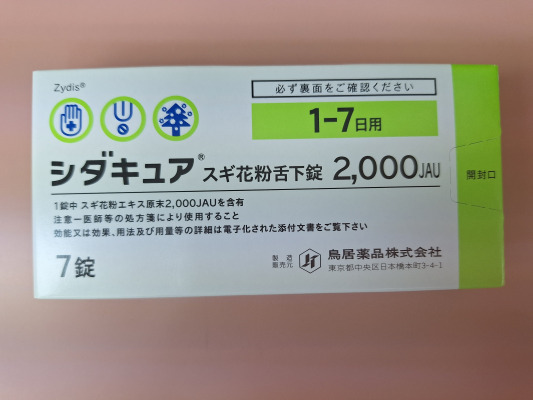 Zydis®
必ず裏面をご確認ください
1-7日用
シダキュア® スギ花粉舌下錠 2,000JAU
開封口
1錠中 スギ花粉エキス原末2,000JAUを含有
注意－医師等の処方箋により使用すること
効能又は効果、用法及び用量等の詳細は電子化された添付文書をご覧下さい
7錠
製造販売元
鳥居薬品株式会社
東京都中央区日本橋本町3-4-1